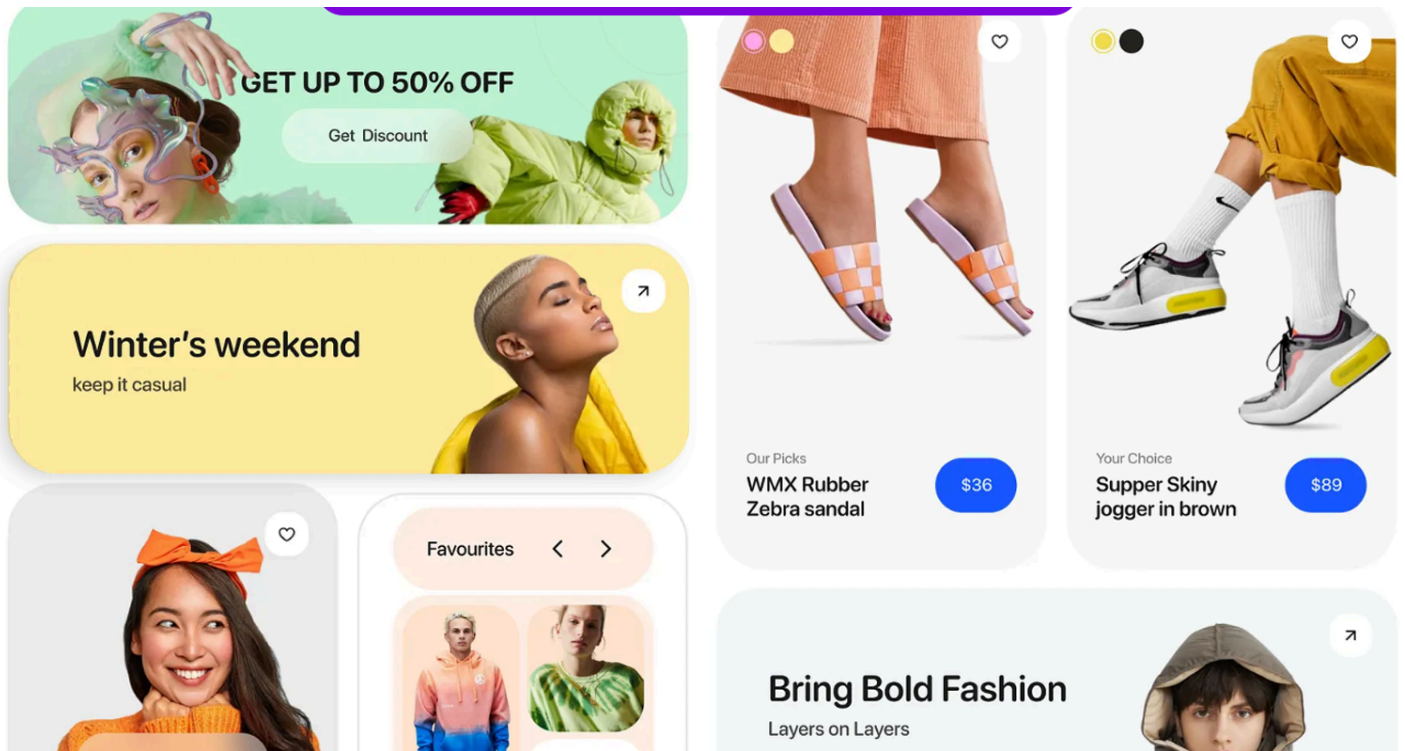 GET UP TO 50% OFF
Get Discount
Winter's weekend
keep it casual
Favourites
Our Picks
WMX Rubber
Zebra sandal
$36
Your Choice
Supper Skiny
jogger in brown
$89
Bring Bold Fashion
Layers on Layers